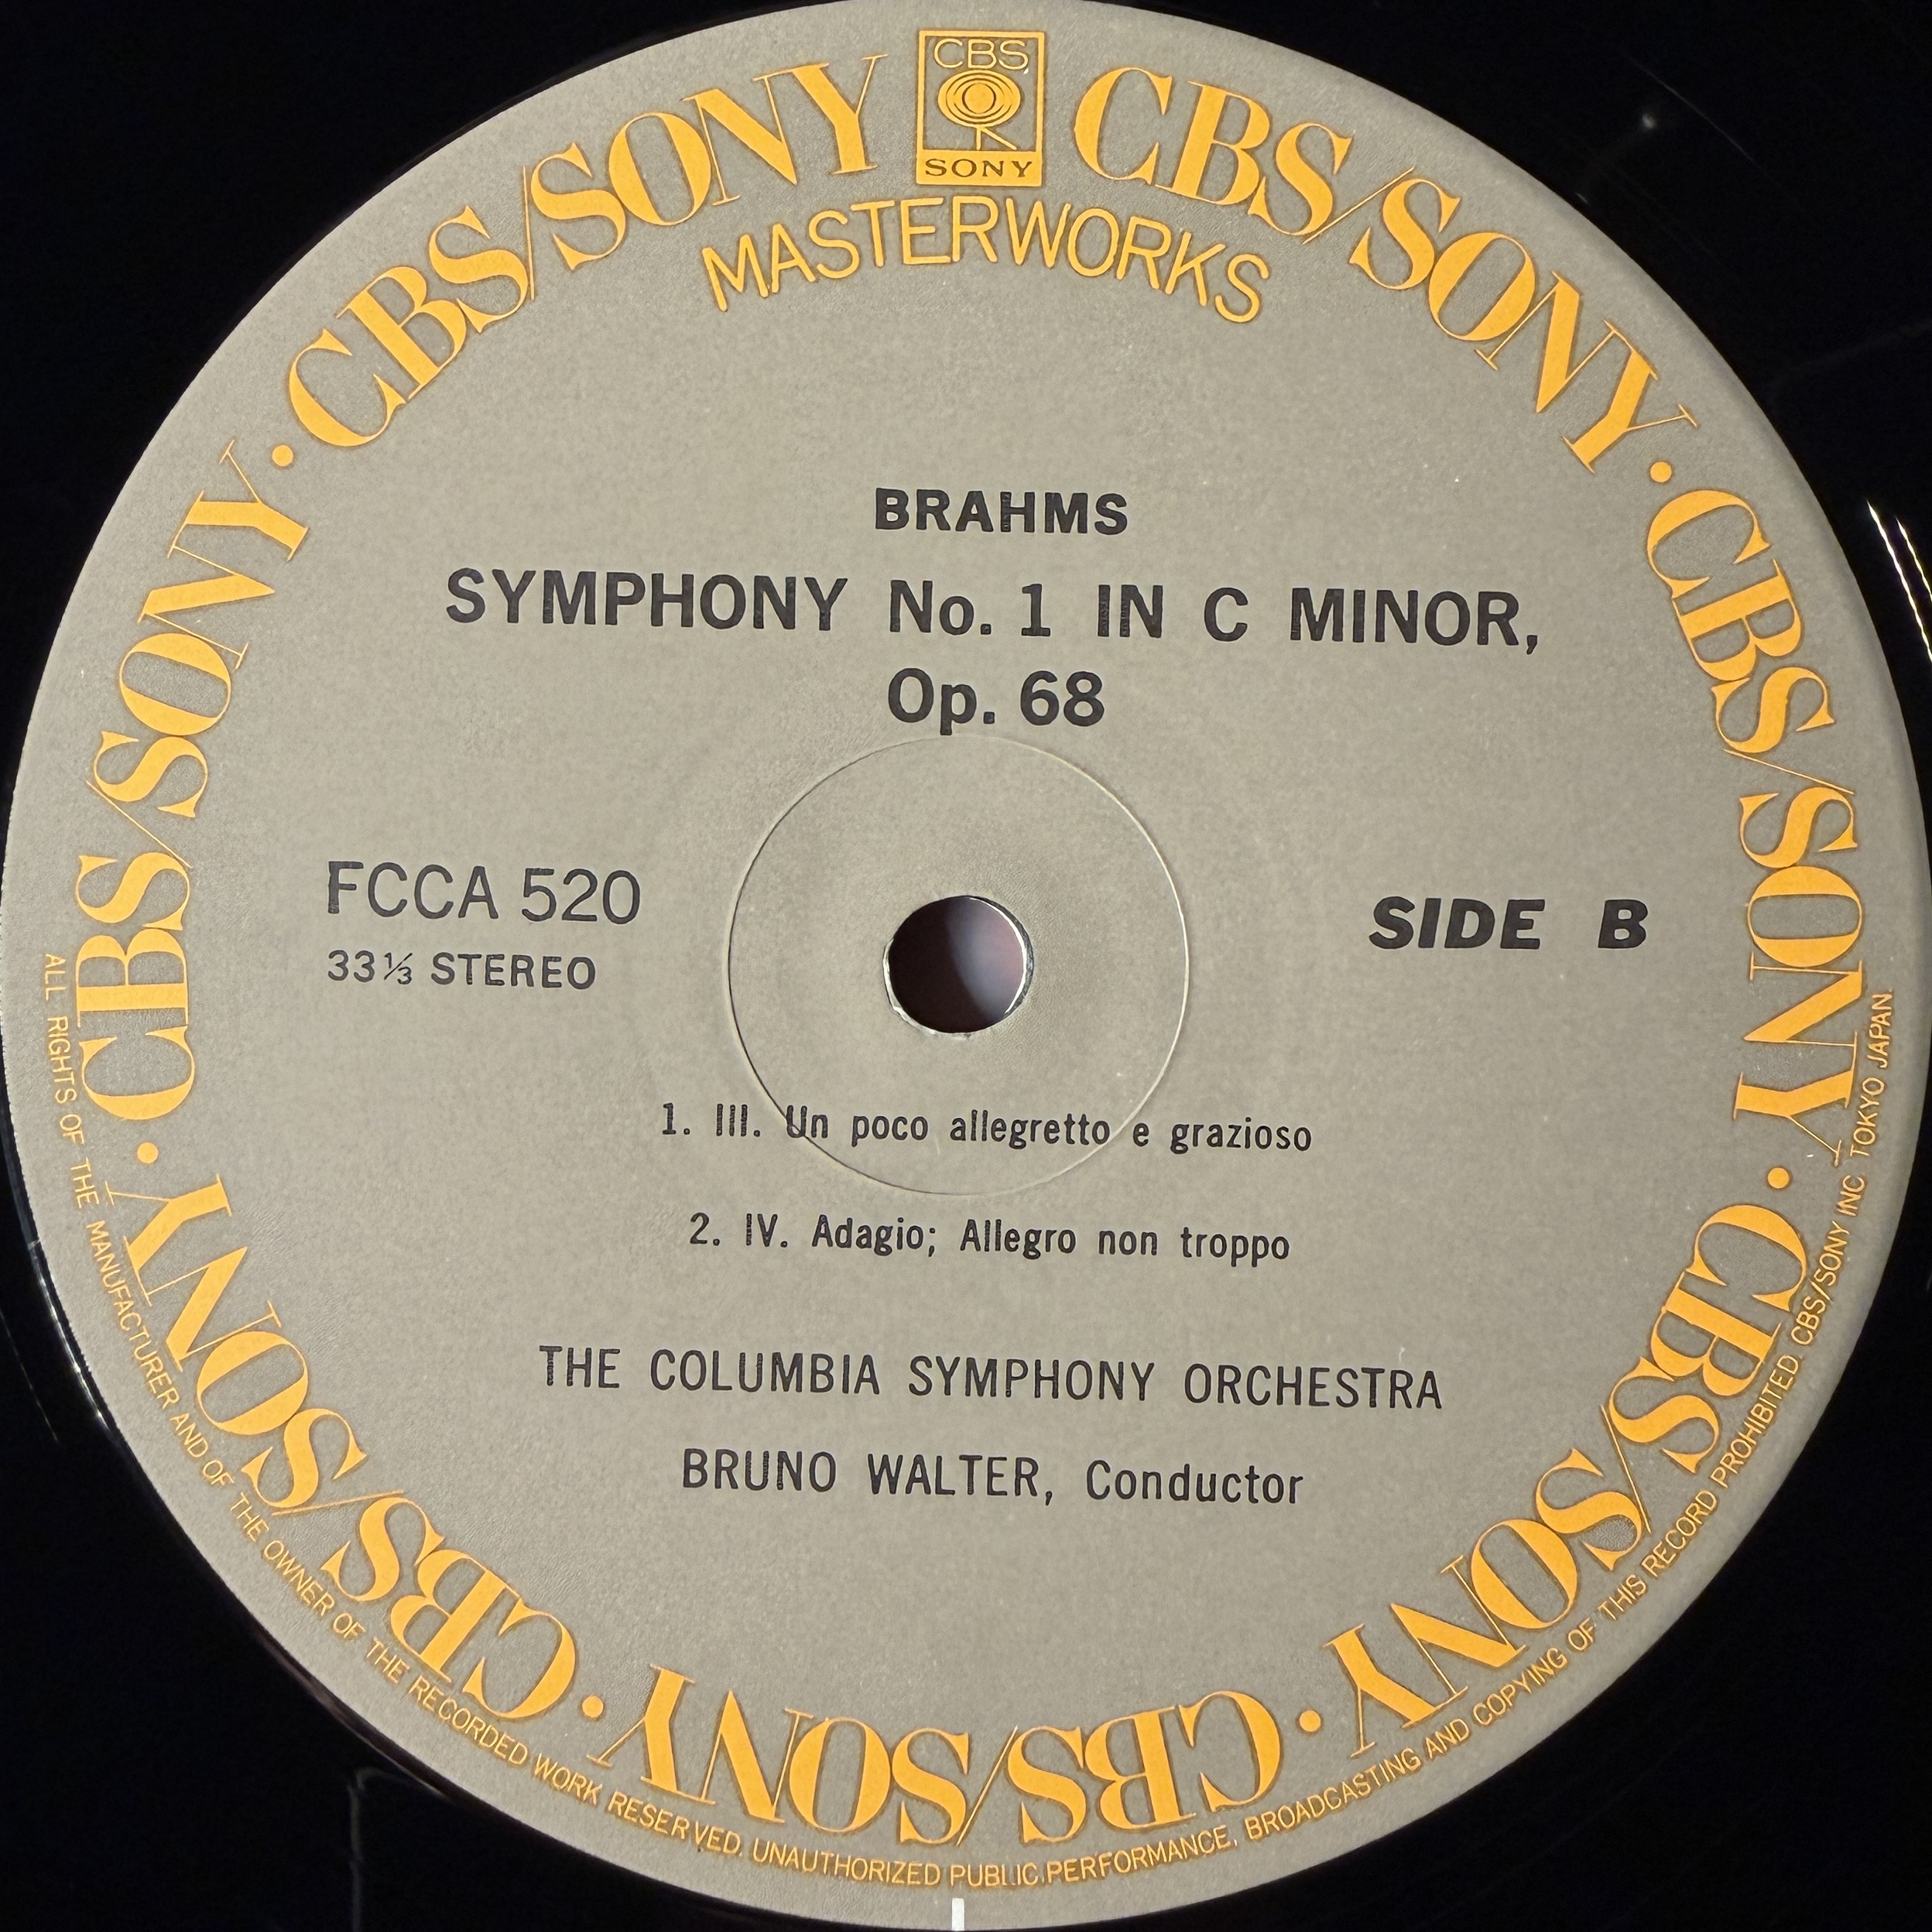 CBS
SONY
CBS/SONY · CBS/SONY · CBS/SONY · CBS/SONY · CBS/SONY · CBS/SONY · CBS/SONY · CBS/SONY
MASTERWORKS
BRAHMS
SYMPHONY No. 1 IN C MINOR,
Op. 68
FCCA 520
33⅓ STEREO
SIDE B
1. III. Un poco allegretto e grazioso
2. IV. Adagio; Allegro non troppo
THE COLUMBIA SYMPHONY ORCHESTRA
BRUNO WALTER, Conductor
ALL RIGHTS OF THE MANUFACTURER AND OF THE OWNER OF THE RECORDED WORK RESERVED. UNAUTHORIZED PUBLIC PERFORMANCE, BROADCASTING AND COPYING OF THIS RECORD PROHIBITED. CBS/SONY INC TOKYO JAPAN